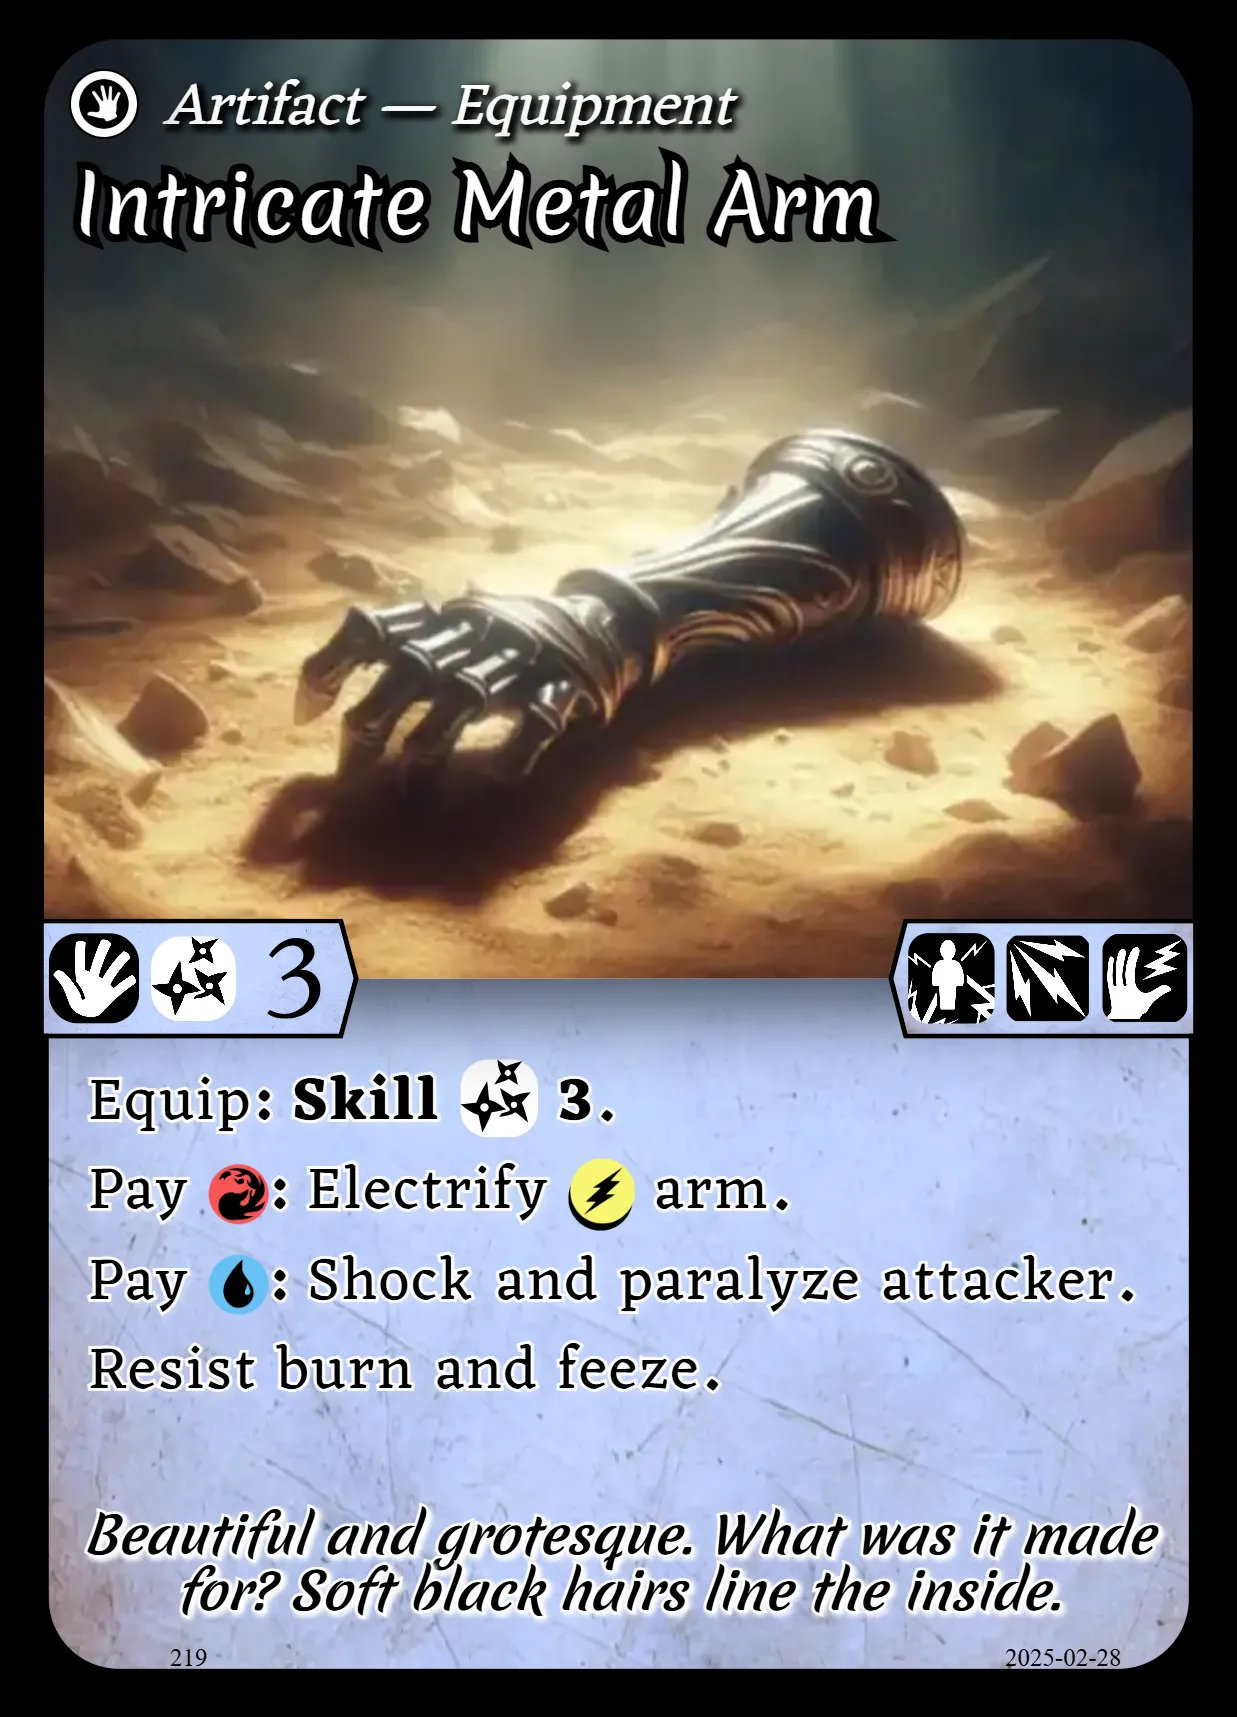 Artifact — Equipment
Intricate Metal Arm
3
Equip: Skill 3.
Pay : Electrify arm.
Pay : Shock and paralyze attacker.
Resist burn and feeze.
Beautiful and grotesque. What was it made
for? Soft black hairs line the inside.
219
2025-02-28